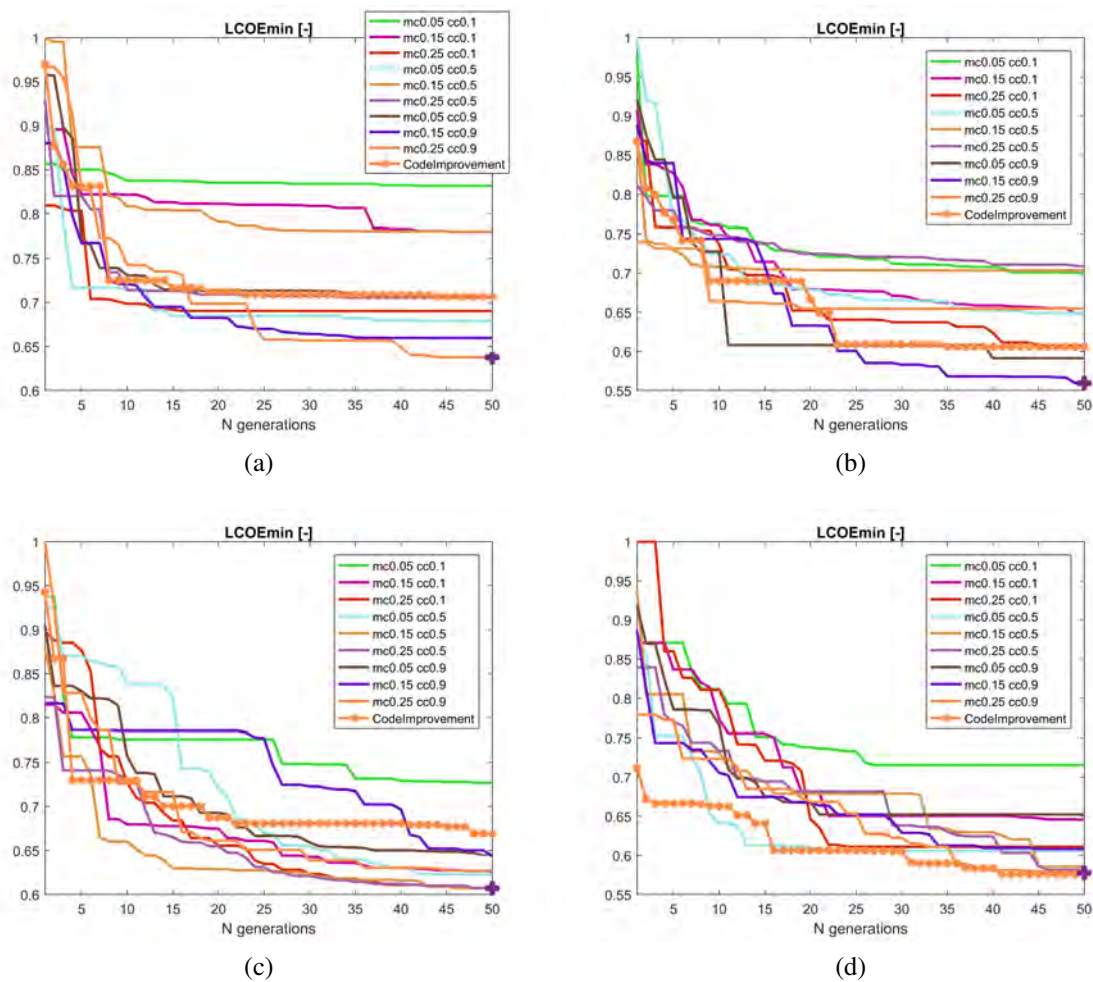 LCOEmin [-]
1
0.95
0.9
0.85
0.8
0.75
0.7
0.65
0.6
5 10 15 20 25 30 35 40 45 50
N generations
mc0.05 cc0.1
mc0.15 cc0.1
mc0.25 cc0.1
mc0.05 cc0.5
mc0.15 cc0.5
mc0.25 cc0.5
mc0.05 cc0.9
mc0.15 cc0.9
mc0.25 cc0.9
CodeImprovement
(a)
LCOEmin [-]
1
0.95
0.9
0.85
0.8
0.75
0.7
0.65
0.6
0.55
5 10 15 20 25 30 35 40 45 50
N generations
mc0.05 cc0.1
mc0.15 cc0.1
mc0.25 cc0.1
mc0.05 cc0.5
mc0.15 cc0.5
mc0.25 cc0.5
mc0.05 cc0.9
mc0.15 cc0.9
mc0.25 cc0.9
CodeImprovement
(b)
LCOEmin [-]
1
0.95
0.9
0.85
0.8
0.75
0.7
0.65
0.6
5 10 15 20 25 30 35 40 45 50
N generations
mc0.05 cc0.1
mc0.15 cc0.1
mc0.25 cc0.1
mc0.05 cc0.5
mc0.15 cc0.5
mc0.25 cc0.5
mc0.05 cc0.9
mc0.15 cc0.9
mc0.25 cc0.9
CodeImprovement
(c)
LCOEmin [-]
1
0.95
0.9
0.85
0.8
0.75
0.7
0.65
0.6
0.55
5 10 15 20 25 30 35 40 45 50
N generations
mc0.05 cc0.1
mc0.15 cc0.1
mc0.25 cc0.1
mc0.05 cc0.5
mc0.15 cc0.5
mc0.25 cc0.5
mc0.05 cc0.9
mc0.15 cc0.9
mc0.25 cc0.9
CodeImprovement
(d)